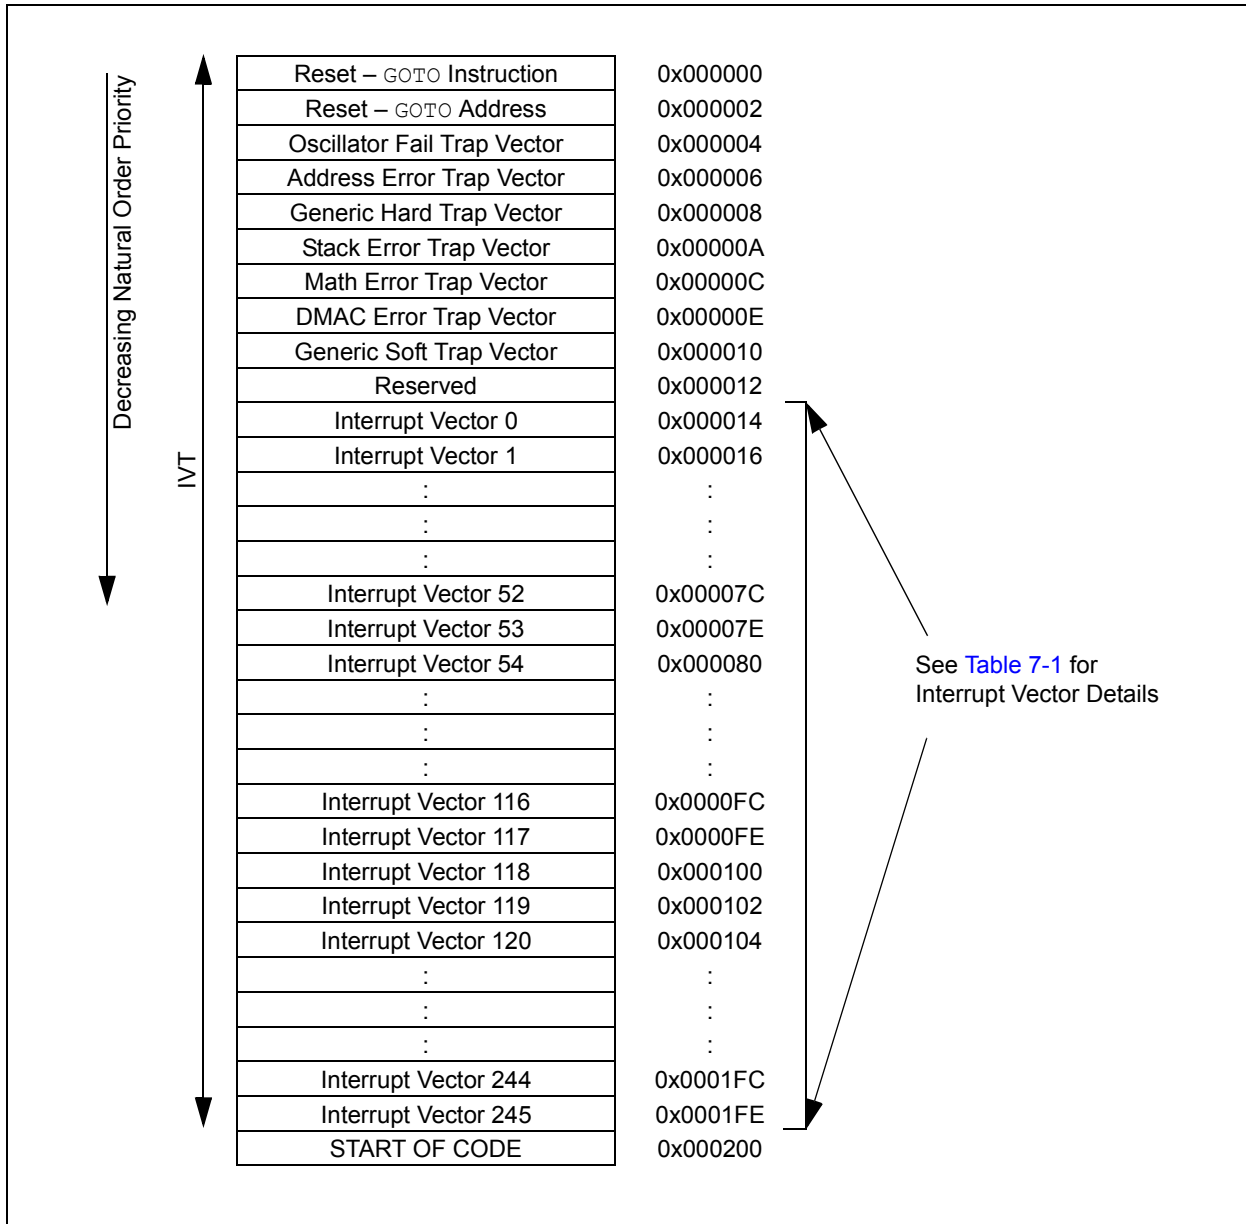 Decreasing Natural Order Priority
IVT
Reset – GOTO Instruction 0x000000
Reset – GOTO Address 0x000002
Oscillator Fail Trap Vector 0x000004
Address Error Trap Vector 0x000006
Generic Hard Trap Vector 0x000008
Stack Error Trap Vector 0x00000A
Math Error Trap Vector 0x00000C
DMAC Error Trap Vector 0x00000E
Generic Soft Trap Vector 0x000010
Reserved 0x000012
Interrupt Vector 0 0x000014
Interrupt Vector 1 0x000016
: :
: :
: :
Interrupt Vector 52 0x00007C
Interrupt Vector 53 0x00007E
Interrupt Vector 54 0x000080
: :
: :
: :
Interrupt Vector 116 0x0000FC
Interrupt Vector 117 0x0000FE
Interrupt Vector 118 0x000100
Interrupt Vector 119 0x000102
Interrupt Vector 120 0x000104
: :
: :
: :
Interrupt Vector 244 0x0001FC
Interrupt Vector 245 0x0001FE
START OF CODE 0x000200
See Table 7-1 for
Interrupt Vector Details